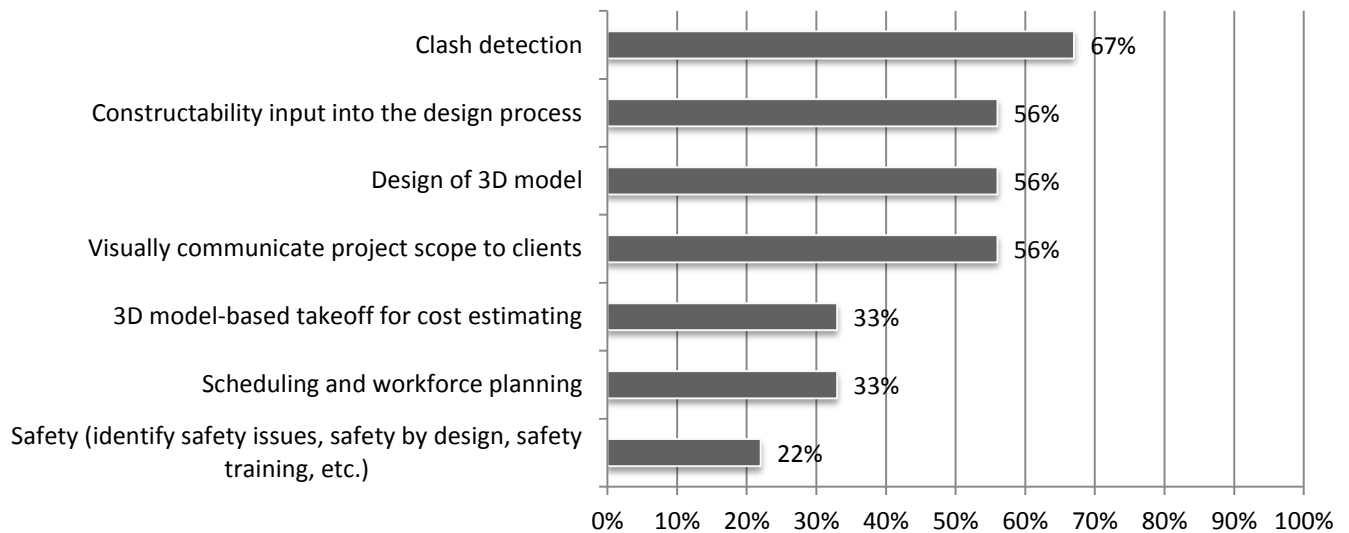 Clash detection
67%
Constructability input into the design process
56%
Design of 3D model
56%
Visually communicate project scope to clients
56%
3D model-based takeoff for cost estimating
33%
Scheduling and workforce planning
33%
Safety (identify safety issues, safety by design, safety
training, etc.)
22%
0% 10% 20% 30% 40% 50% 60% 70% 80% 90% 100%